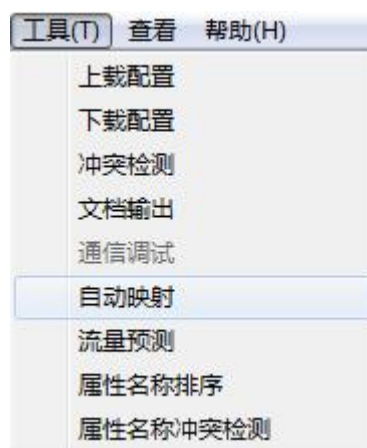 工具(T) 查看 帮助(H)
上载配置
下载配置
冲突检测
文档输出
通信调试
自动映射
流量预测
属性名称排序
属性名称冲突检测